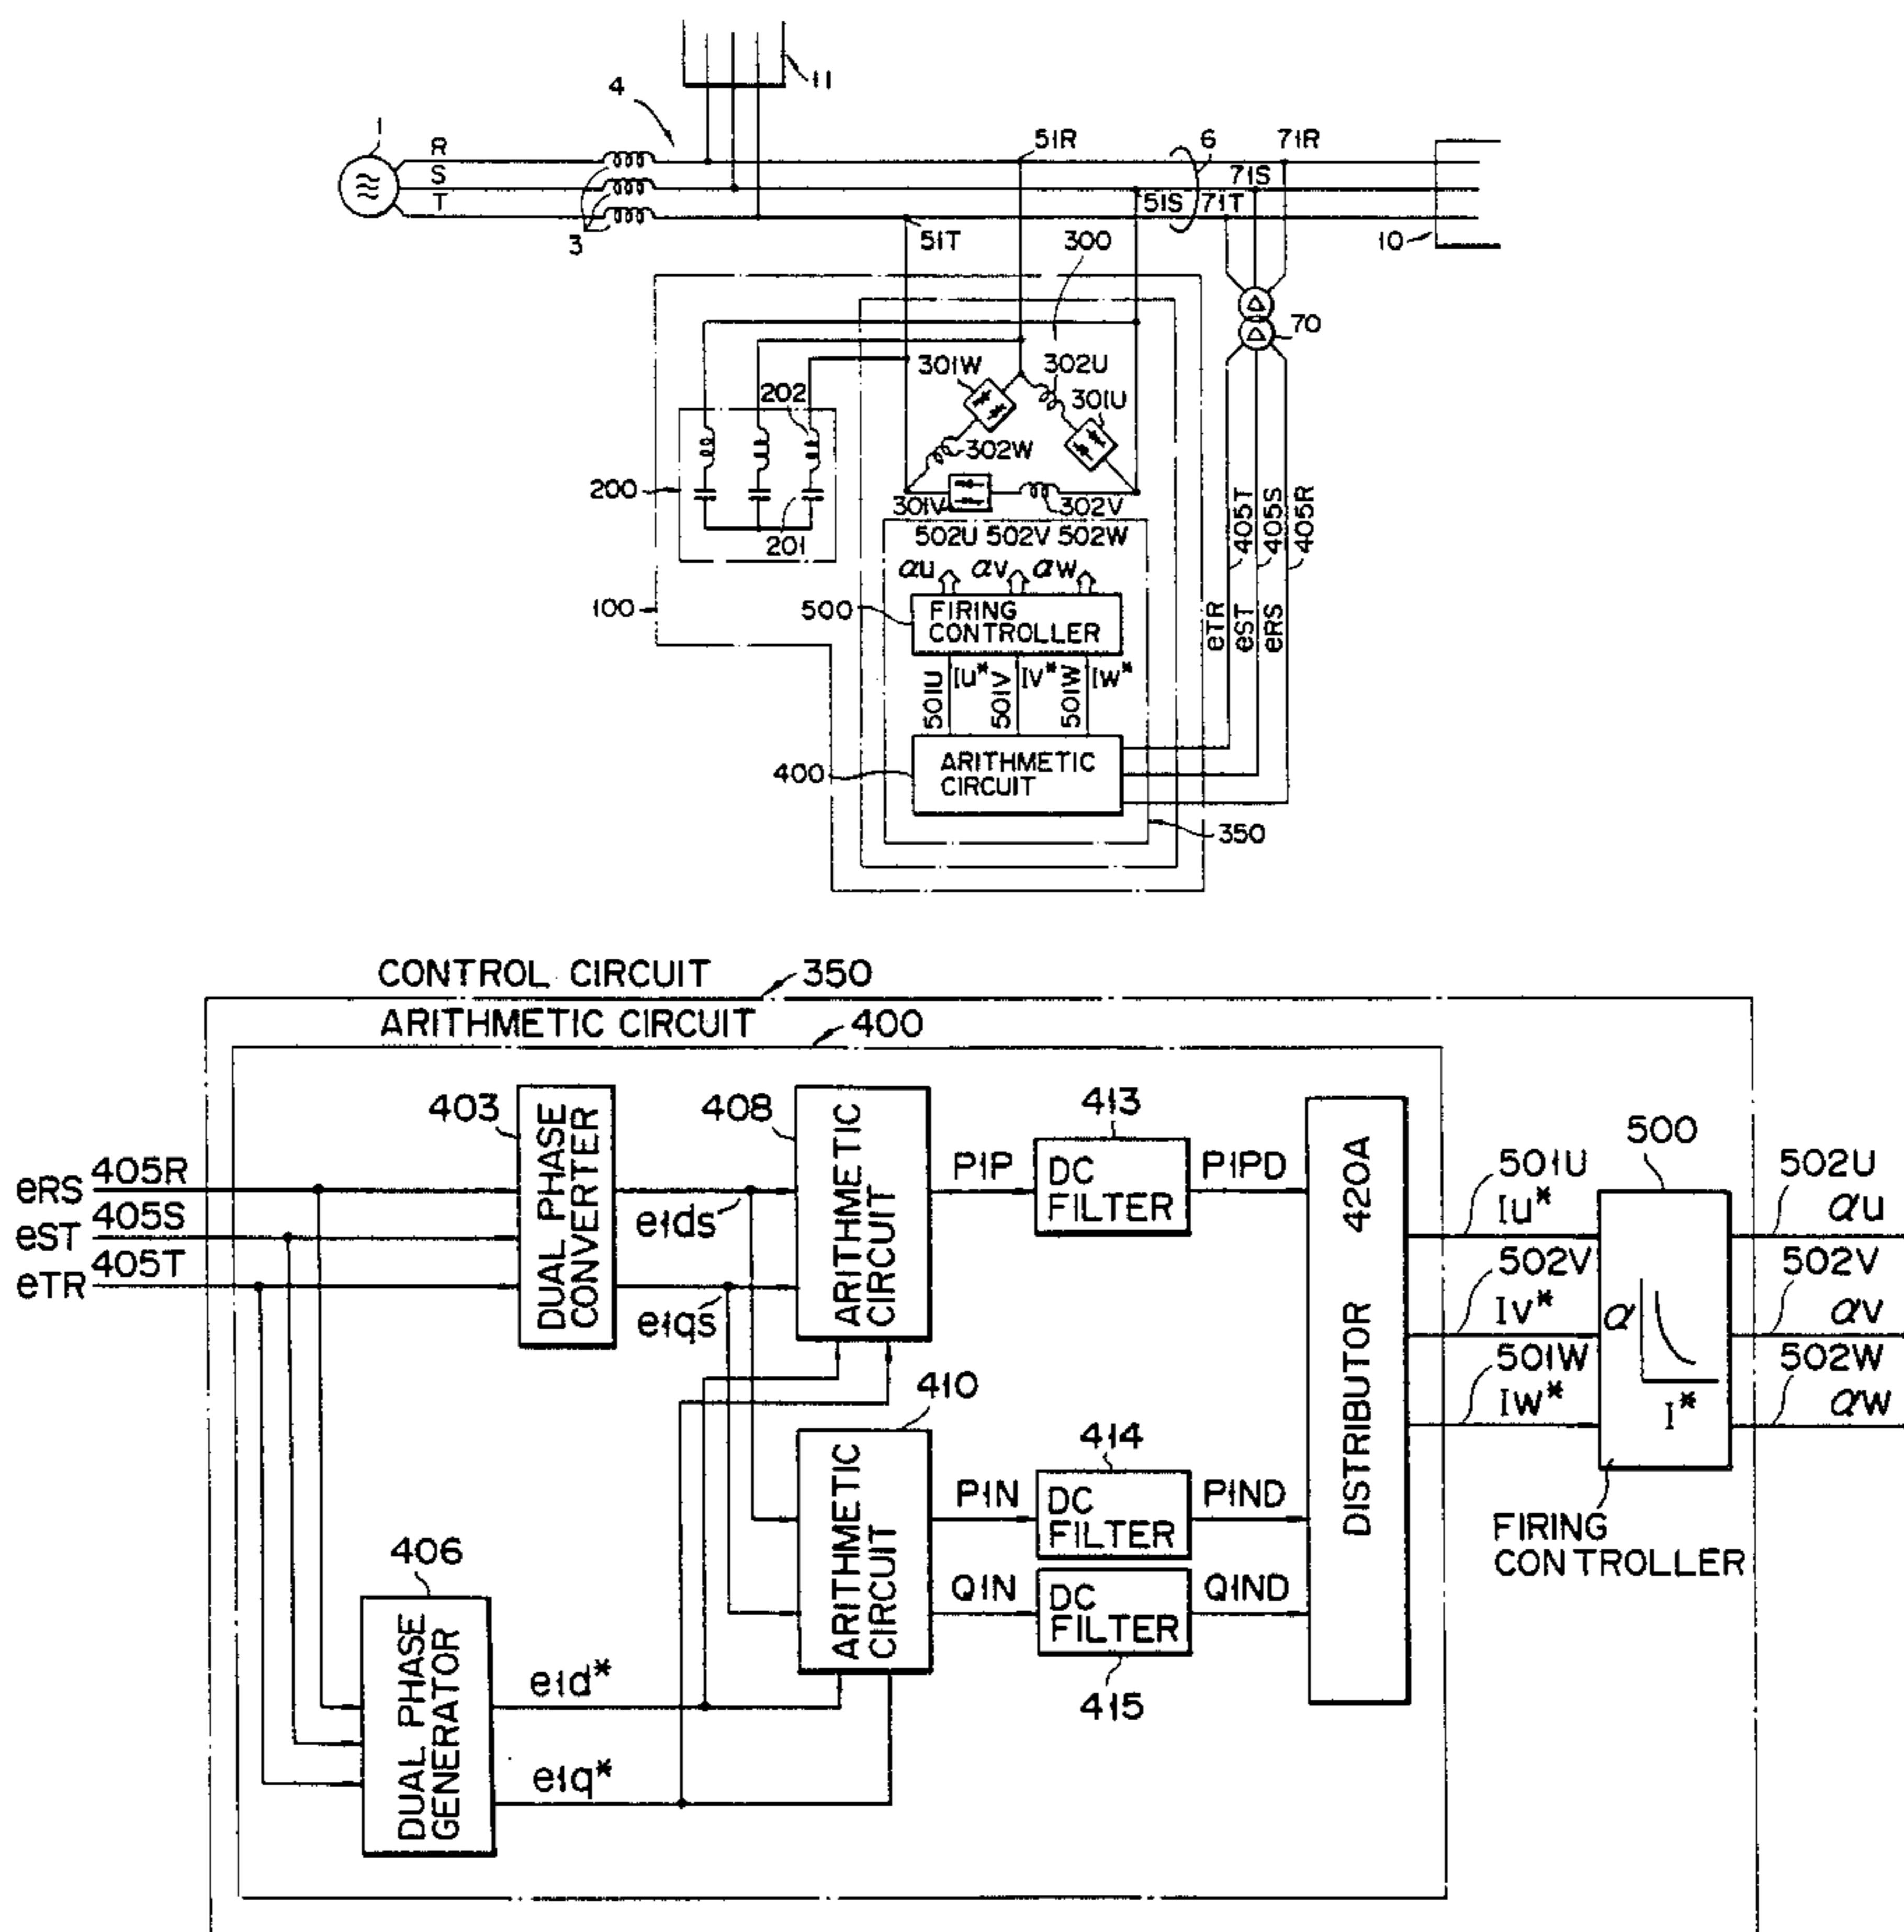 11
4
1
R
S
T
3
51R
6
71R
71S
51S
71T
51T
300
10
70
301W
302U
202
301U
302W
200
301V
302V
201
502U 502V 502W
αU αV αW
100
500
FIRING
CONTROLLER
501U
IU*
501V
IV*
501W
IW*
eTR
eST
eRS
405T
405S
405R
400
ARITHMETIC
CIRCUIT
350
CONTROL CIRCUIT
350
ARITHMETIC CIRCUIT
400
403
DUAL PHASE
CONVERTER
408
ARITHMETIC
CIRCUIT
413
DC
FILTER
P1P
P1PD
eRS
405R
eST
405S
eTR
405T
e1ds
e1qs
DISTRIBUTOR 420A
501U
IU*
502V
IV*
501W
IW*
500
α
I*
FIRING
CONTROLLER
502U
αU
502V
αV
502W
αW
410
ARITHMETIC
CIRCUIT
414
P1N
DC
FILTER
P1ND
Q1N
DC
FILTER
Q1ND
415
406
DUAL PHASE
GENERATOR
e1d*
e1q*